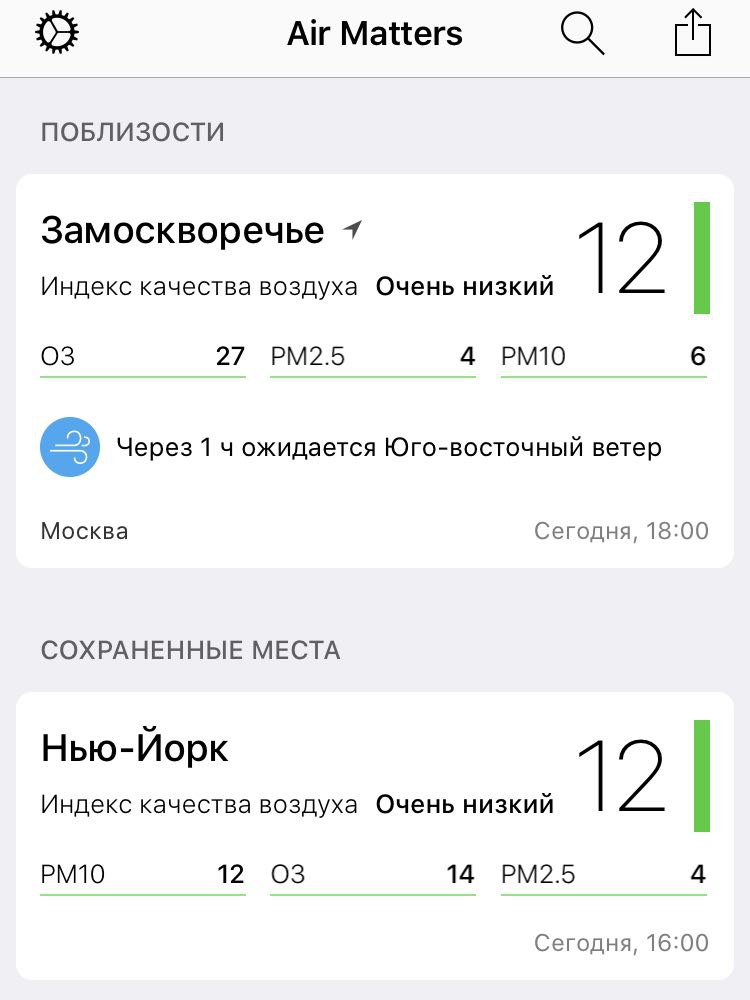 Air Matters
ПОБЛИЗОСТИ
Замоскворечье 12
Индекс качества воздуха Очень низкий
О3 27 PM2.5 4 PM10 6
Через 1 ч ожидается Юго-восточный ветер
Москва Сегодня, 18:00
СОХРАНЕННЫЕ МЕСТА
Нью-Йорк 12
Индекс качества воздуха Очень низкий
PM10 12 О3 14 PM2.5 4
Сегодня, 16:00